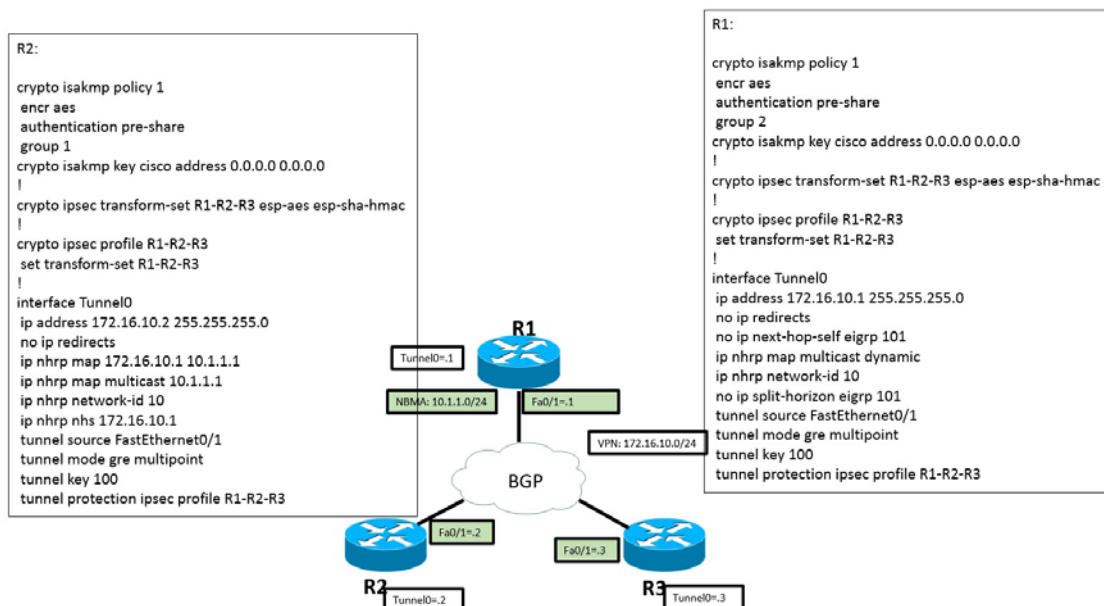 R2:
crypto isakmp policy 1
encr aes
authentication pre-share
group 1
crypto isakmp key cisco address 0.0.0.0 0.0.0.0
!
crypto ipsec transform-set R1-R2-R3 esp-aes esp-sha-hmac
!
crypto ipsec profile R1-R2-R3
set transform-set R1-R2-R3
!
interface Tunnel0
ip address 172.16.10.2 255.255.255.0
no ip redirects
ip nhrp map 172.16.10.1 10.1.1.1
ip nhrp map multicast 10.1.1.1
ip nhrp network-id 10
ip nhrp nhs 172.16.10.1
tunnel source FastEthernet0/1
tunnel mode gre multipoint
tunnel key 100
tunnel protection ipsec profile R1-R2-R3
R1:
crypto isakmp policy 1
encr aes
authentication pre-share
group 2
crypto isakmp key cisco address 0.0.0.0 0.0.0.0
!
crypto ipsec transform-set R1-R2-R3 esp-aes esp-sha-hmac
!
crypto ipsec profile R1-R2-R3
set transform-set R1-R2-R3
!
interface Tunnel0
ip address 172.16.10.1 255.255.255.0
no ip redirects
no ip next-hop-self eigrp 101
ip nhrp map multicast dynamic
ip nhrp network-id 10
no ip split-horizon eigrp 101
tunnel source FastEthernet0/1
tunnel mode gre multipoint
tunnel key 100
tunnel protection ipsec profile R1-R2-R3
R1
Tunnel0=.1
NBMA: 10.1.1.0/24
Fa0/1=.1
VPN: 172.16.10.0/24
BGP
Fa0/1=.2
Fa0/1=.3
R2
Tunnel0=.2
R3
Tunnel0=.3